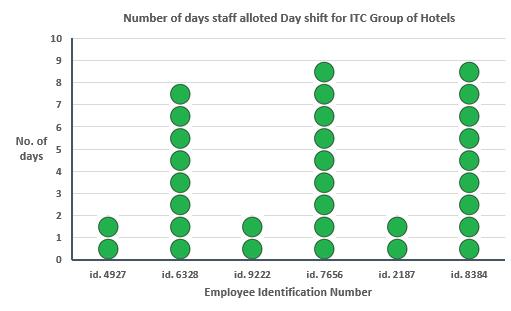 Number of days staff alloted Day shift for ITC Group of Hotels
10
9
8
7
6
5
4
3
2
1
0
No. of
days
id. 4927 id. 6328 id. 9222 id. 7656 id. 2187 id. 8384
Employee Identification Number